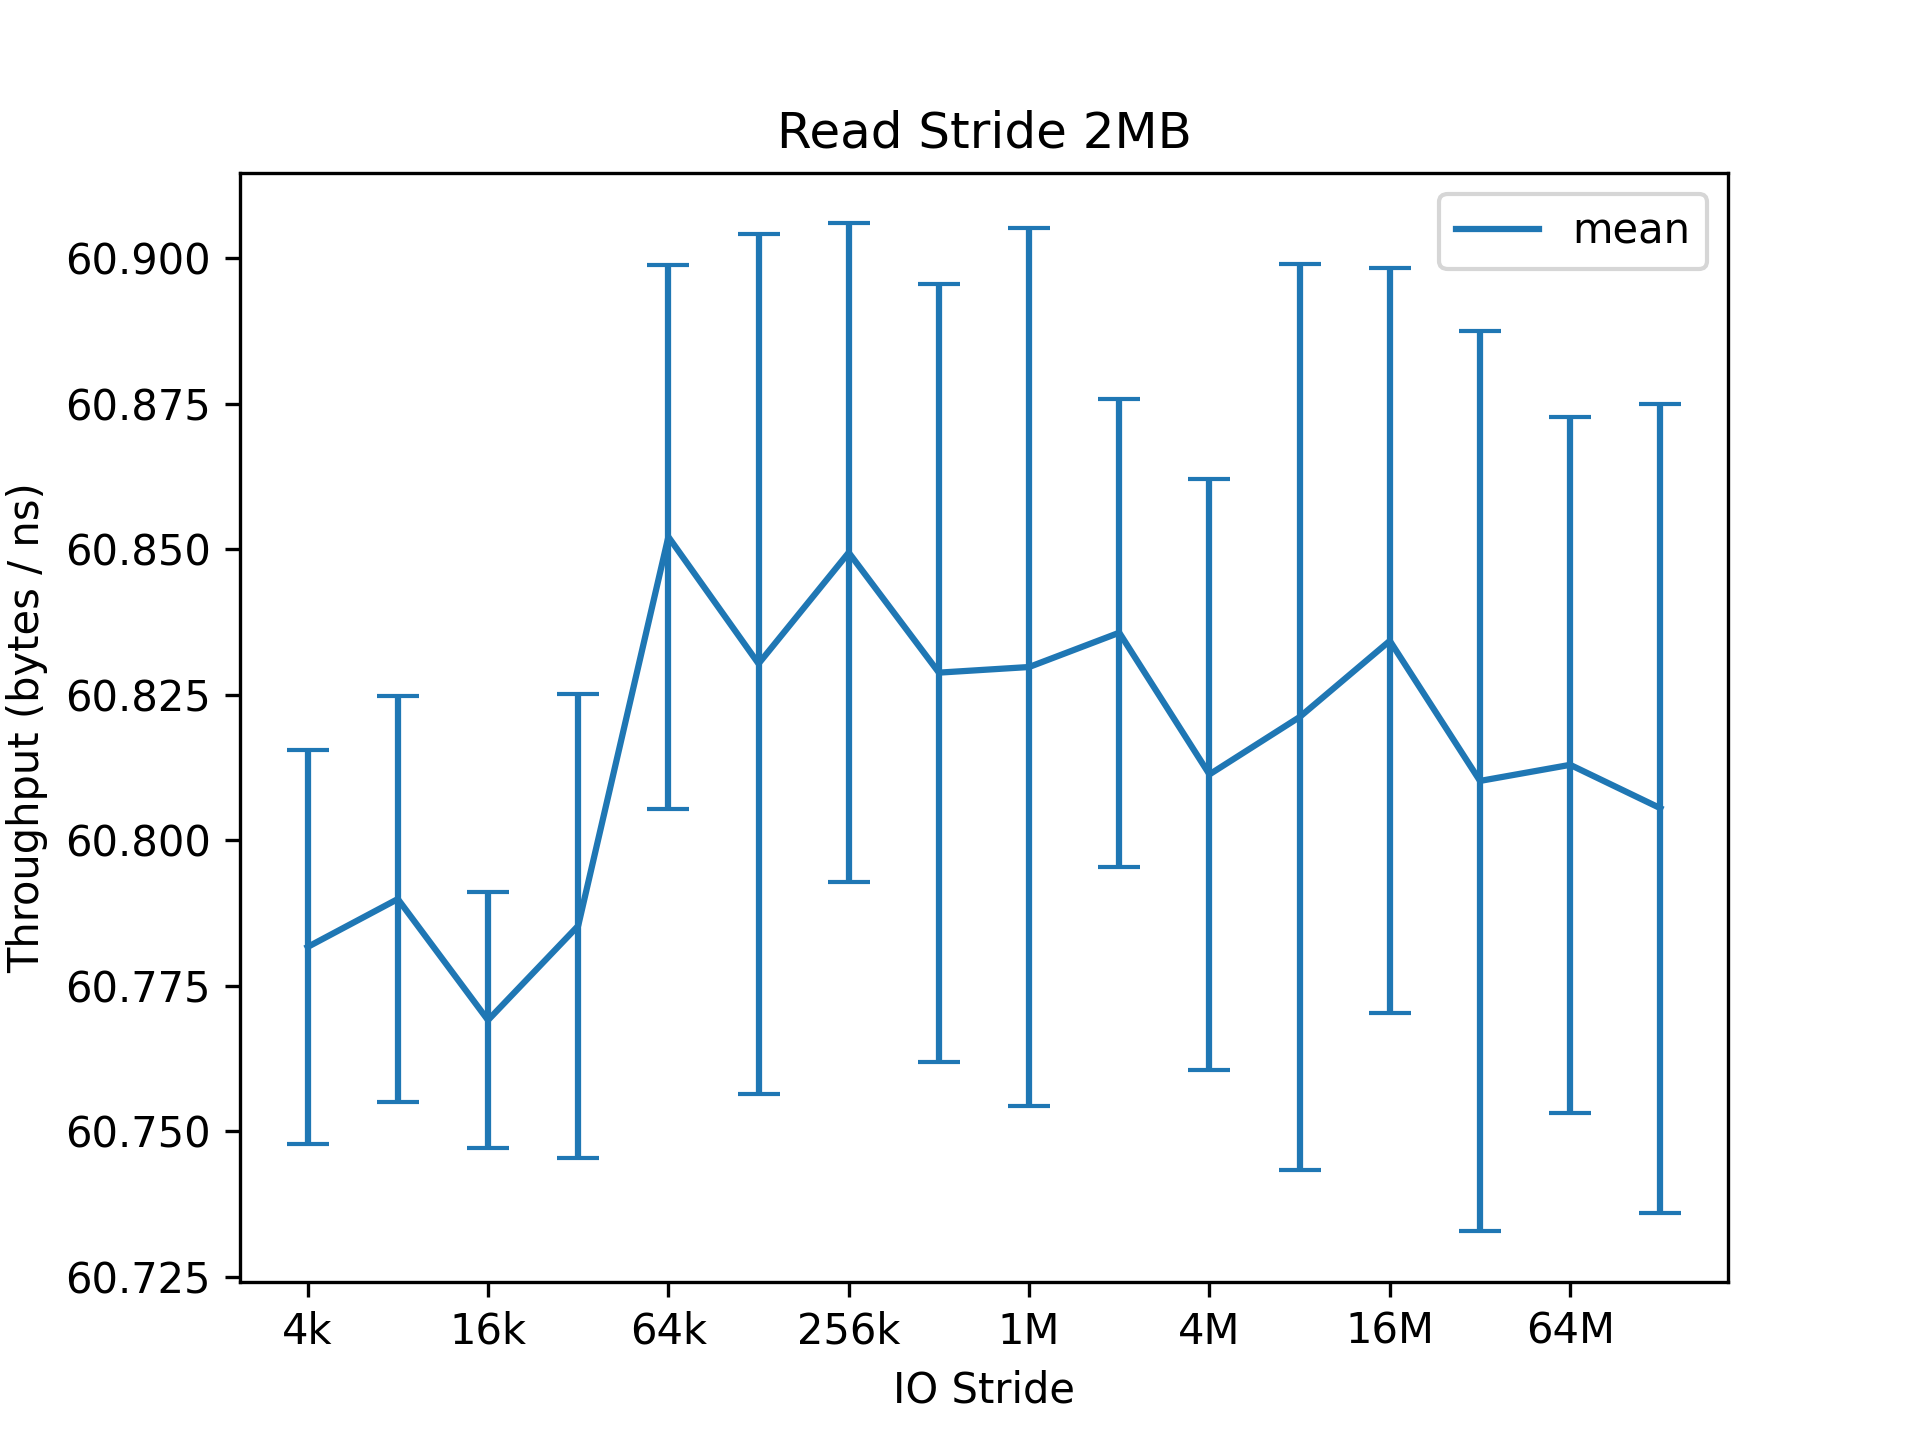 Read Stride 2MB
mean
60.900
60.875
60.850
60.825
60.800
60.775
60.750
60.725
Throughput (bytes / ns)
4k 16k 64k 256k 1M 4M 16M 64M
IO Stride